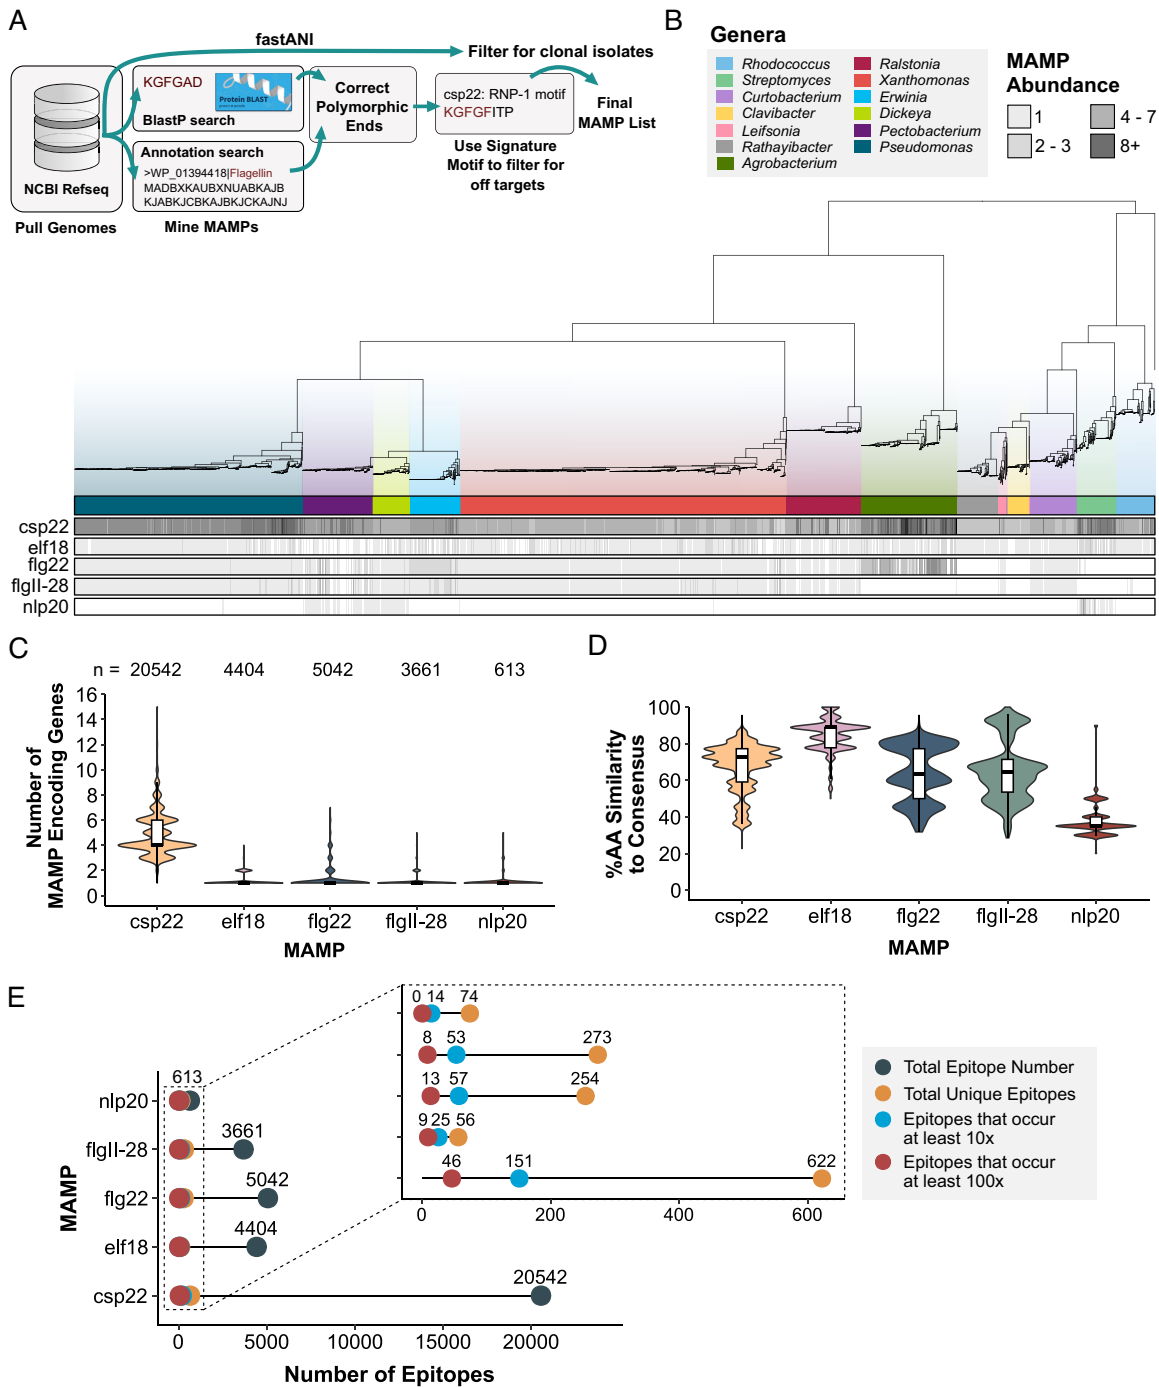 A
fastANI
Filter for clonal isolates
KGFGAD
Protein BLAST
BlastP search
Correct
Polymorphic
Ends
csp22: RNP-1 motif
KGFGFITP
Final
MAMP List
Annotation search
>WP_01394418|Flagellin
MADBXKAUBXNUABKAJB
KJABKJCBKAJBKJCKAJNJ
NCBI Refseq
Use Signature
Motif to filter for
off targets
Pull Genomes
Mine MAMPs
B
Genera
Rhodococcus
Streptomyces
Curtobacterium
Clavibacter
Leifsonia
Rathayibacter
Agrobacterium
Ralstonia
Xanthomonas
Erwinia
Dickeya
Pectobacterium
Pseudomonas
MAMP
Abundance
1
2 - 3
4 - 7
8+
csp22
elf18
flg22
flgII-28
nlp20
C
n = 20542 4404 5042 3661 613
Number of
MAMP Encoding Genes
16
14
12
10
8
6
4
2
0
csp22 elf18 flg22 flgII-28 nlp20
MAMP
D
%AA Similarity
to Consensus
100
80
60
40
20
0
csp22 elf18 flg22 flgII-28 nlp20
MAMP
E
MAMP
nlp20
flgII-28
flg22
elf18
csp22
613
3661
5042
4404
20542
0 5000 10000 15000 20000
Number of Epitopes
0 14 74
8 53 273
13 57 254
9 25 56
46 151 622
0 200 400 600
Total Epitope Number
Total Unique Epitopes
Epitopes that occur
at least 10x
Epitopes that occur
at least 100x